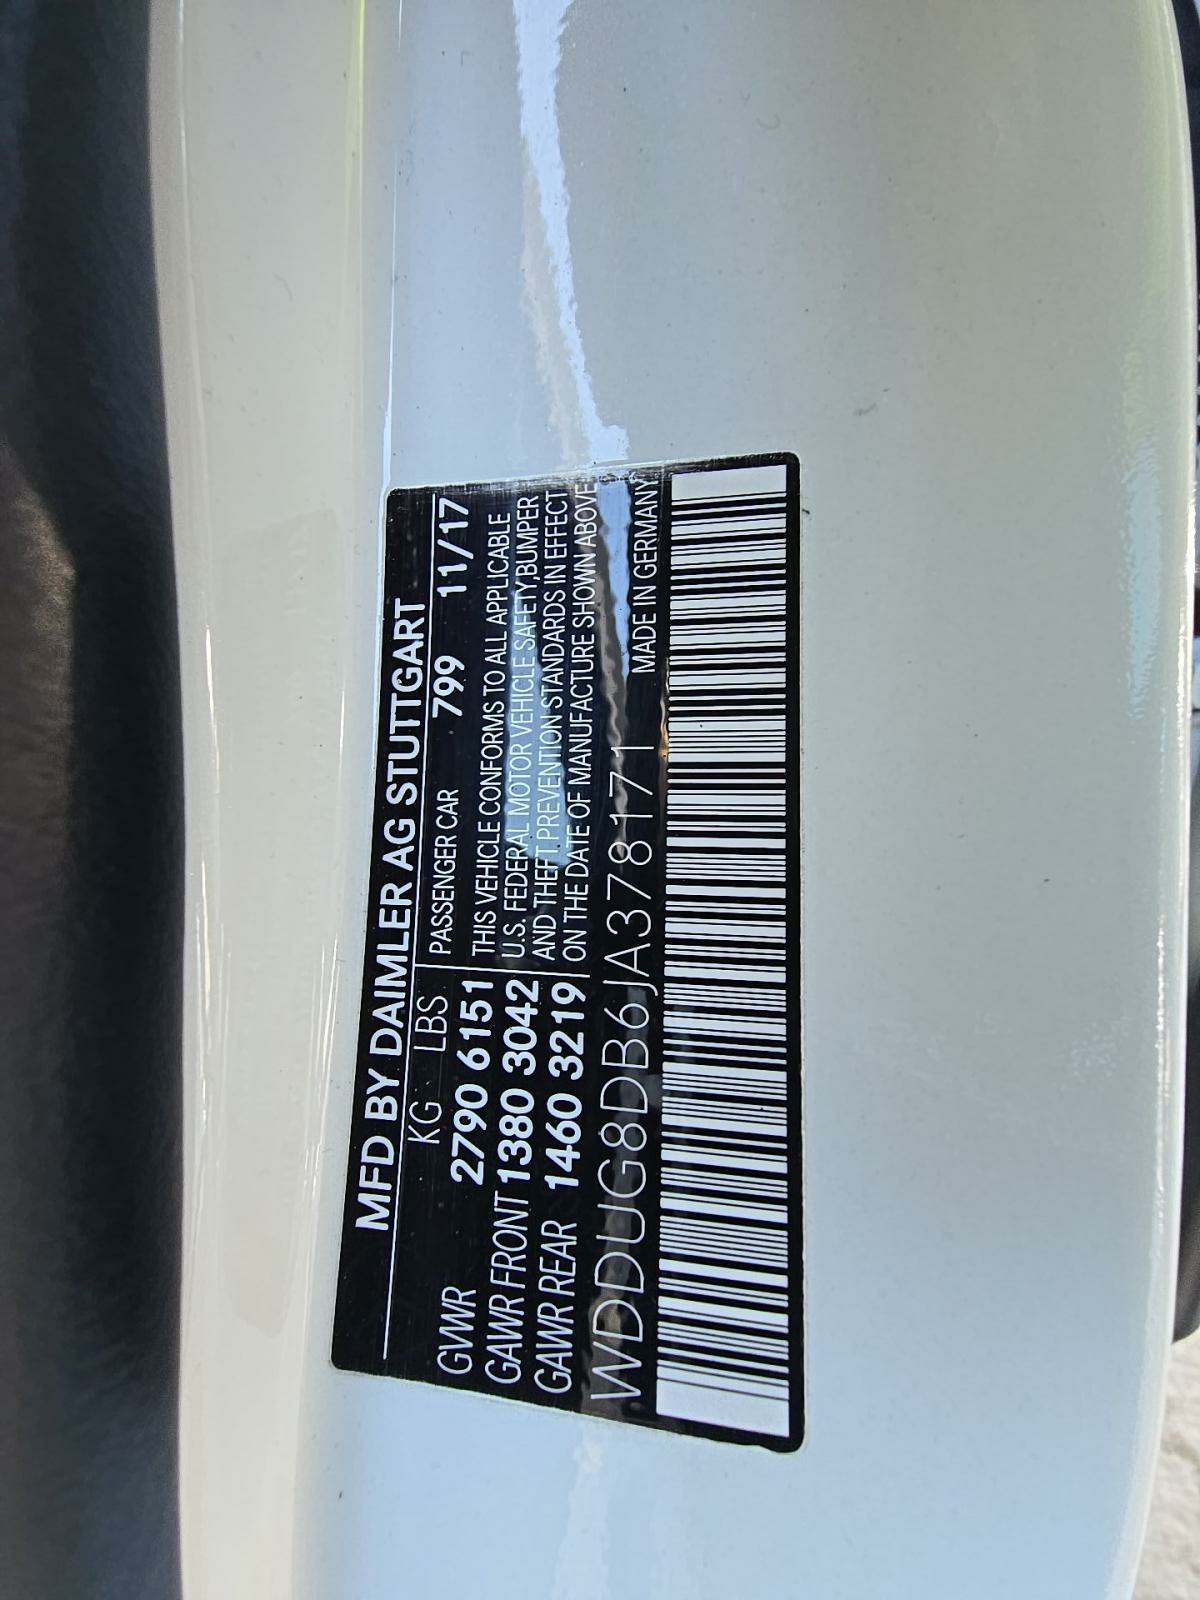 MFD BY DAIMLER AG STUTTGART
KG LBS PASSENGER CAR 799 11/17
GVWR 2790 6151 THIS VEHICLE CONFORMS TO ALL APPLICABLE
GAWR FRONT 1380 3042 U.S. FEDERAL MOTOR VEHICLE SAFETY,BUMPER
AND THEFT PREVENTION STANDARDS IN EFFECT
GAWR REAR 1460 3219 ON THE DATE OF MANUFACTURE SHOWN ABOVE
WDDUG8DB6JA378171 MADE IN GERMANY